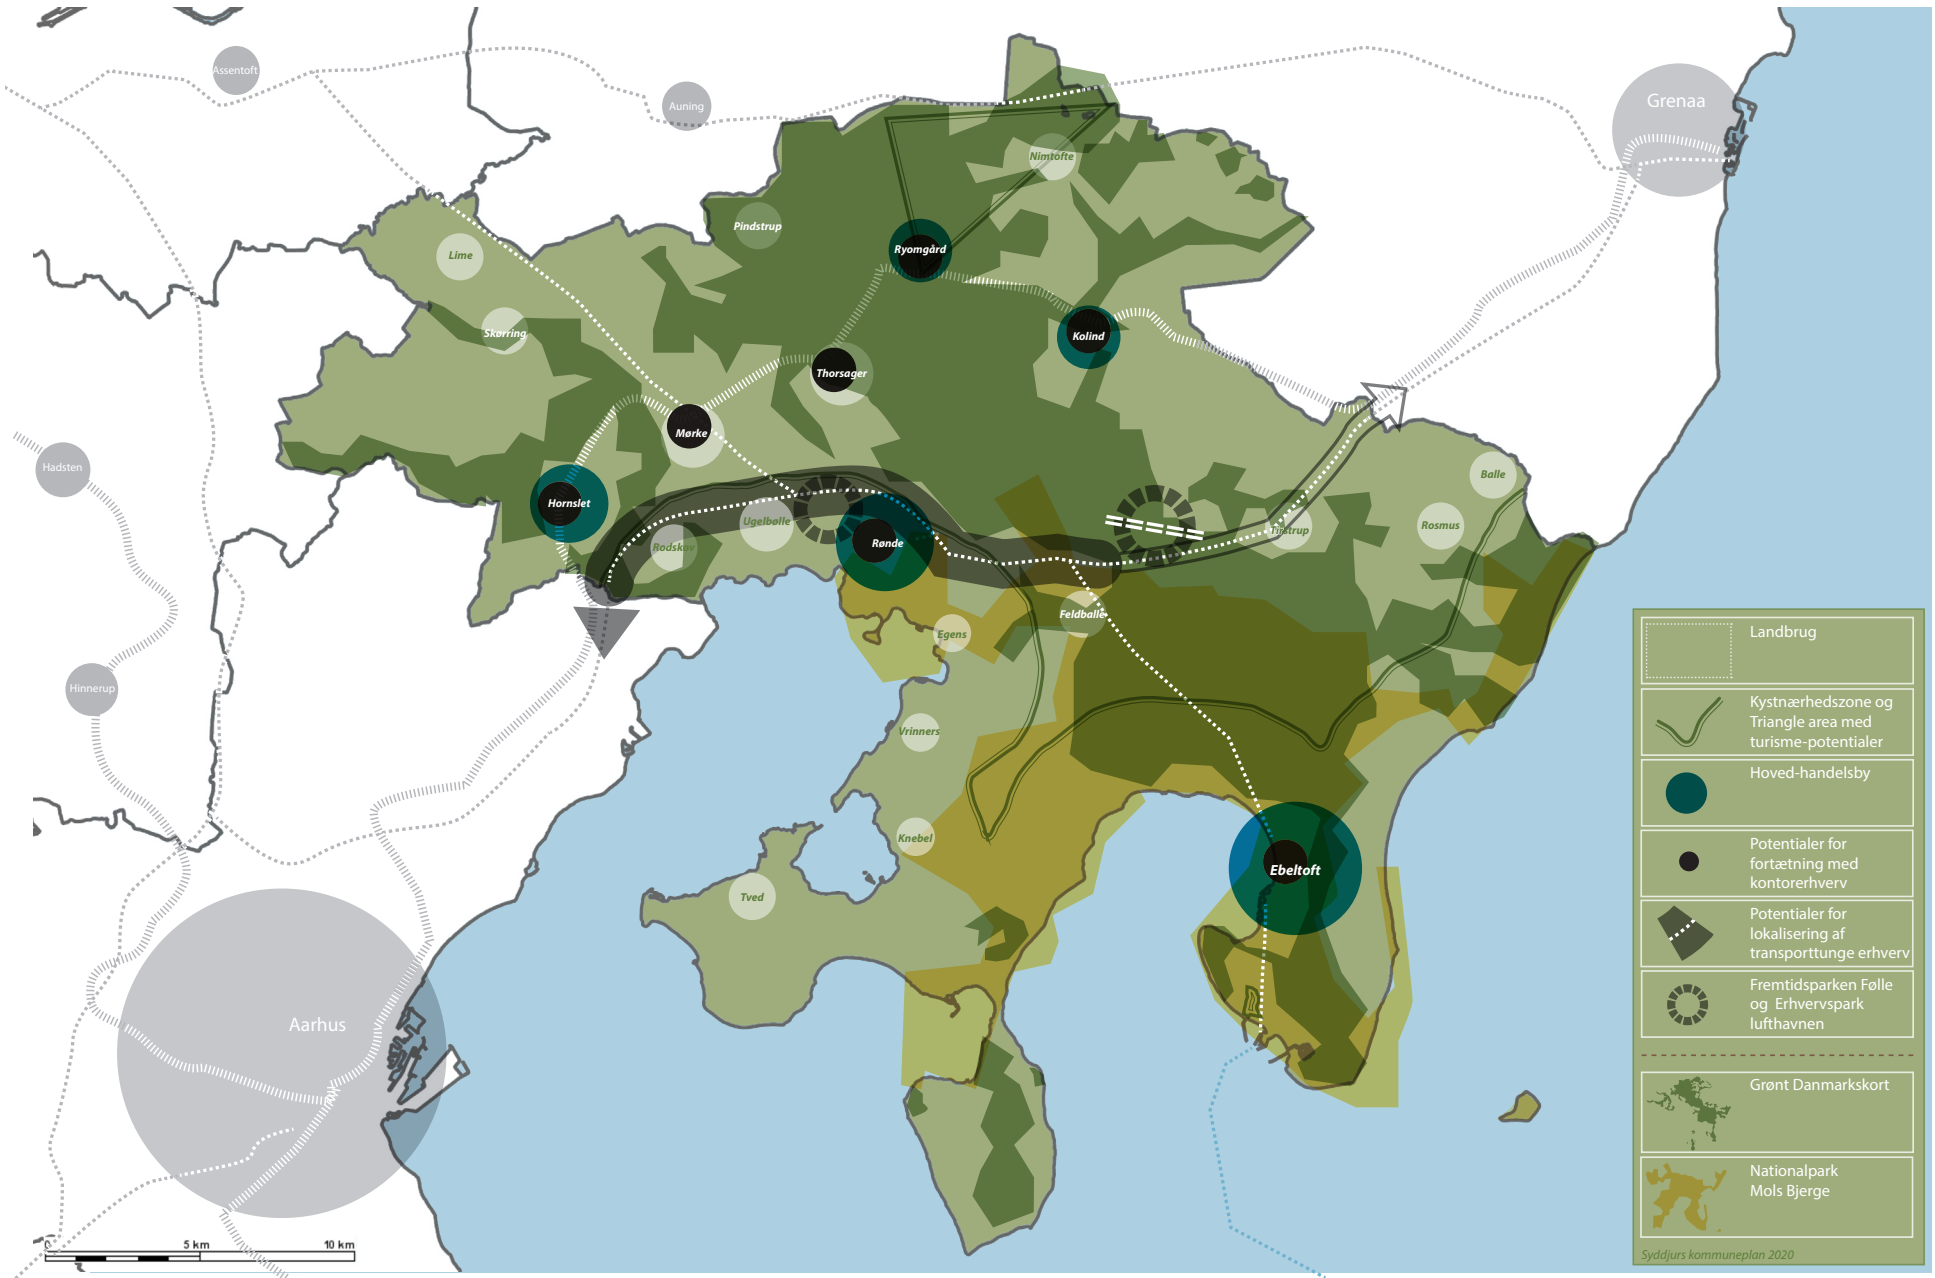 Assentoft
Auning
Grenaa
Nimtofte
Pindstrup
Ryomgård
Lime
Skørring
Kolind
Thorsager
Mørke
Hadsten
Balle
Hornslet
Ugelbølle
Rosmus
Tirstrup
Rodskov
Rønde
Feldballe
Egens
Hinnerup
Vrinners
Knebel
Ebeltoft
Tved
Aarhus
0
5 km
10 km
Landbrug
Kystnærhedszone og
Triangle area med
turisme-potentialer
Hoved-handelsby
Potentialer for
fortætning med
kontorerhverv
Potentialer for
lokalisering af
transporttunge erhverv
Fremtidsparken Følle
og Erhvervspark
lufthavnen
Grønt Danmarkskort
Nationalpark
Mols Bjerge
Syddjurs kommuneplan 2020